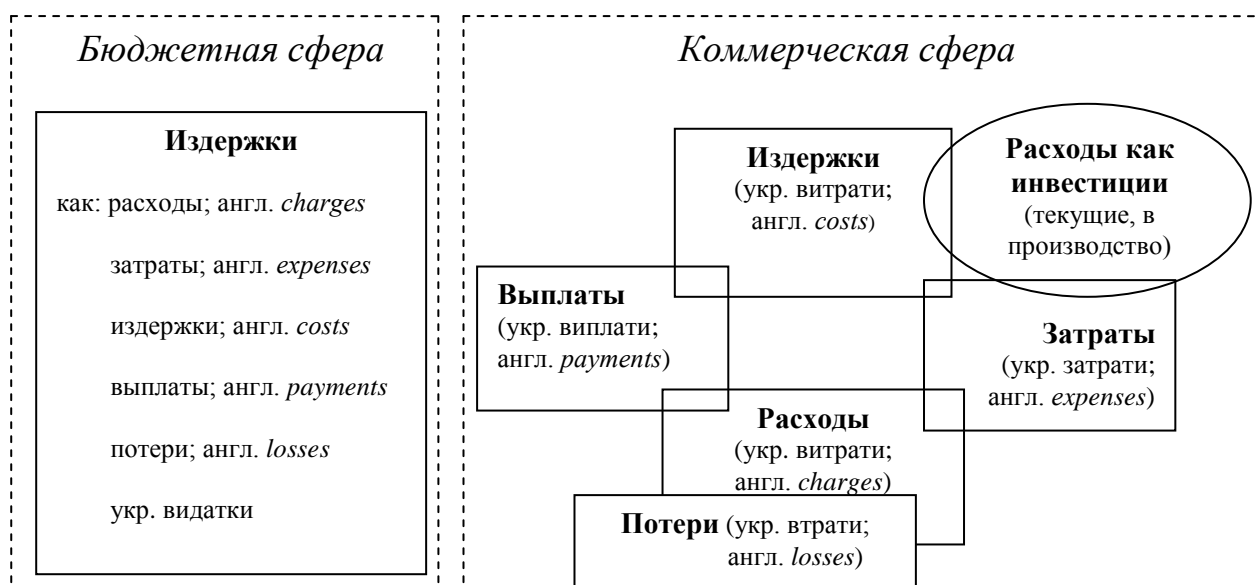 Бюджетная сфера
Издержки
как: расходы; англ. charges
затраты; англ. expenses
издержки; англ. costs
выплаты; англ. payments
потери; англ. losses
укр. видатки
Коммерческая сфера
Издержки
(укр. витрати;
англ. costs)
Расходы как
инвестиции
(текущие, в
производство)
Выплаты
(укр. виплати;
англ. payments)
Затраты
(укр. затрати;
англ. expenses)
Расходы
(укр. витрати;
англ. charges)
Потери (укр. втрати;
англ. losses)